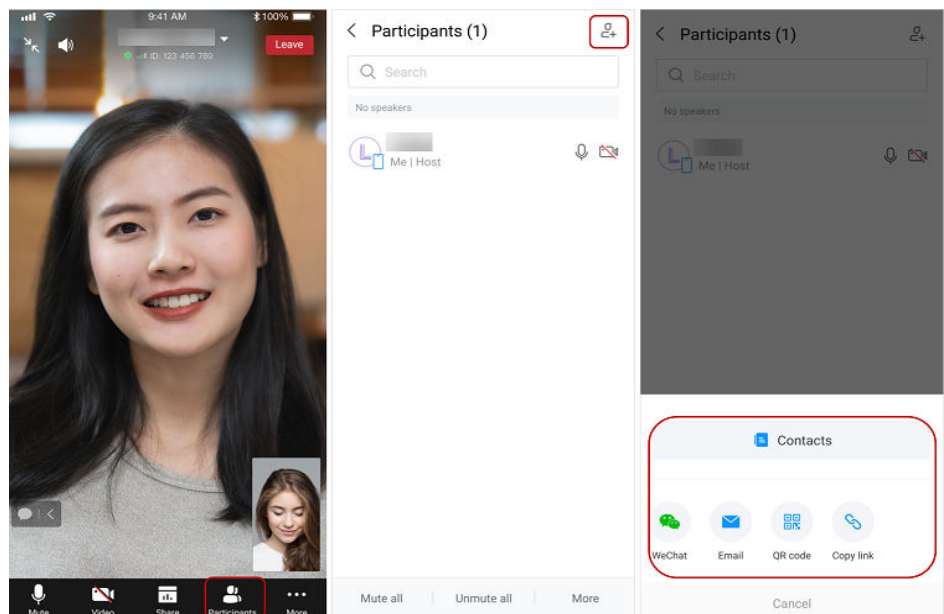 9:41 AM
100%
Leave
ID: 123 456 789
Mute
Video
Share
Participants
More
Participants (1)
Search
No speakers
L
Me | Host
Mute all
Unmute all
More
Participants (1)
Search
No speakers
L
Me | Host
Contacts
WeChat
Email
QR code
Copy link
Cancel